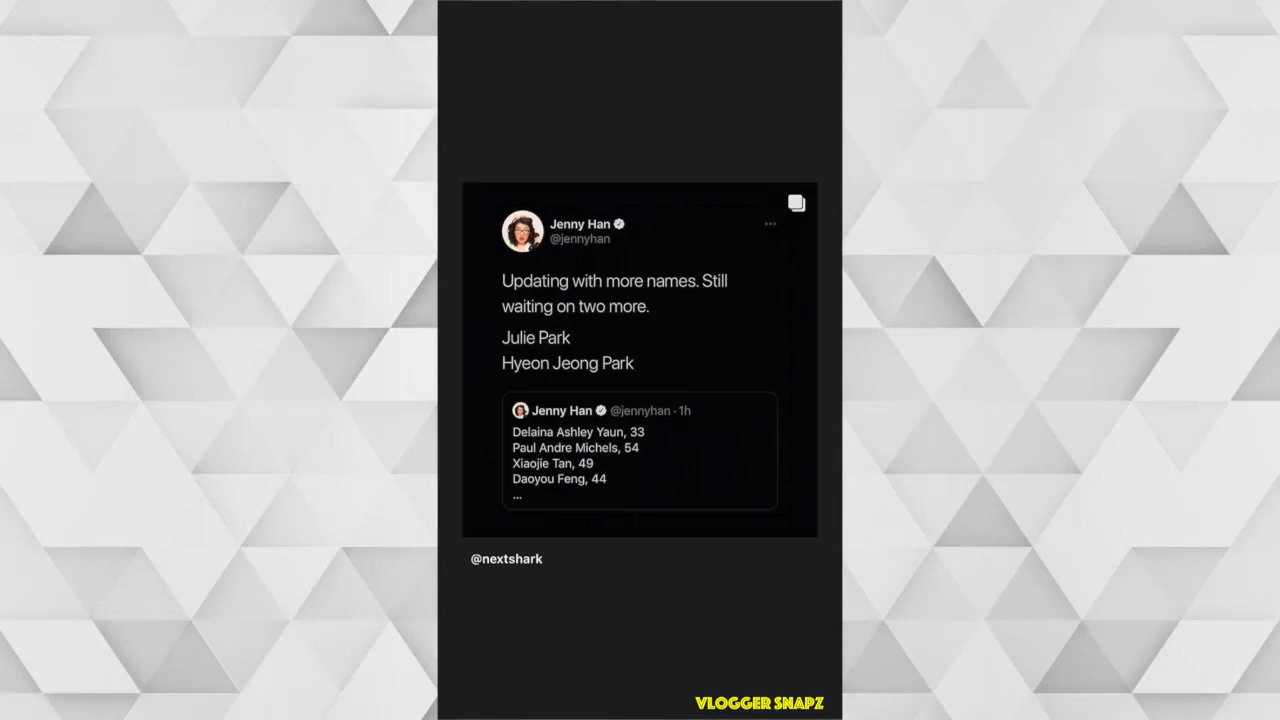 Jenny Han
@jennyhan
Updating with more names. Still
waiting on two more.
Julie Park
Hyeon Jeong Park
Jenny Han @jennyhan · 1h
Delaina Ashley Yaun, 33
Paul Andre Michels, 54
Xiaojie Tan, 49
Daoyou Feng, 44
...
@nextshark
VLOGGER SNAPZ